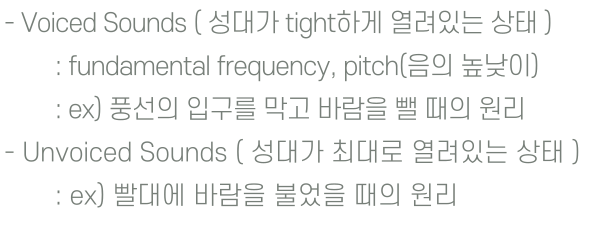 - Voiced Sounds ( 성대가 tight하게 열려있는 상태 )
: fundamental frequency, pitch(음의 높낮이)
: ex) 풍선의 입구를 막고 바람을 뺄 때의 원리
- Unvoiced Sounds ( 성대가 최대로 열려있는 상태 )
: ex) 빨대에 바람을 불었을 때의 원리